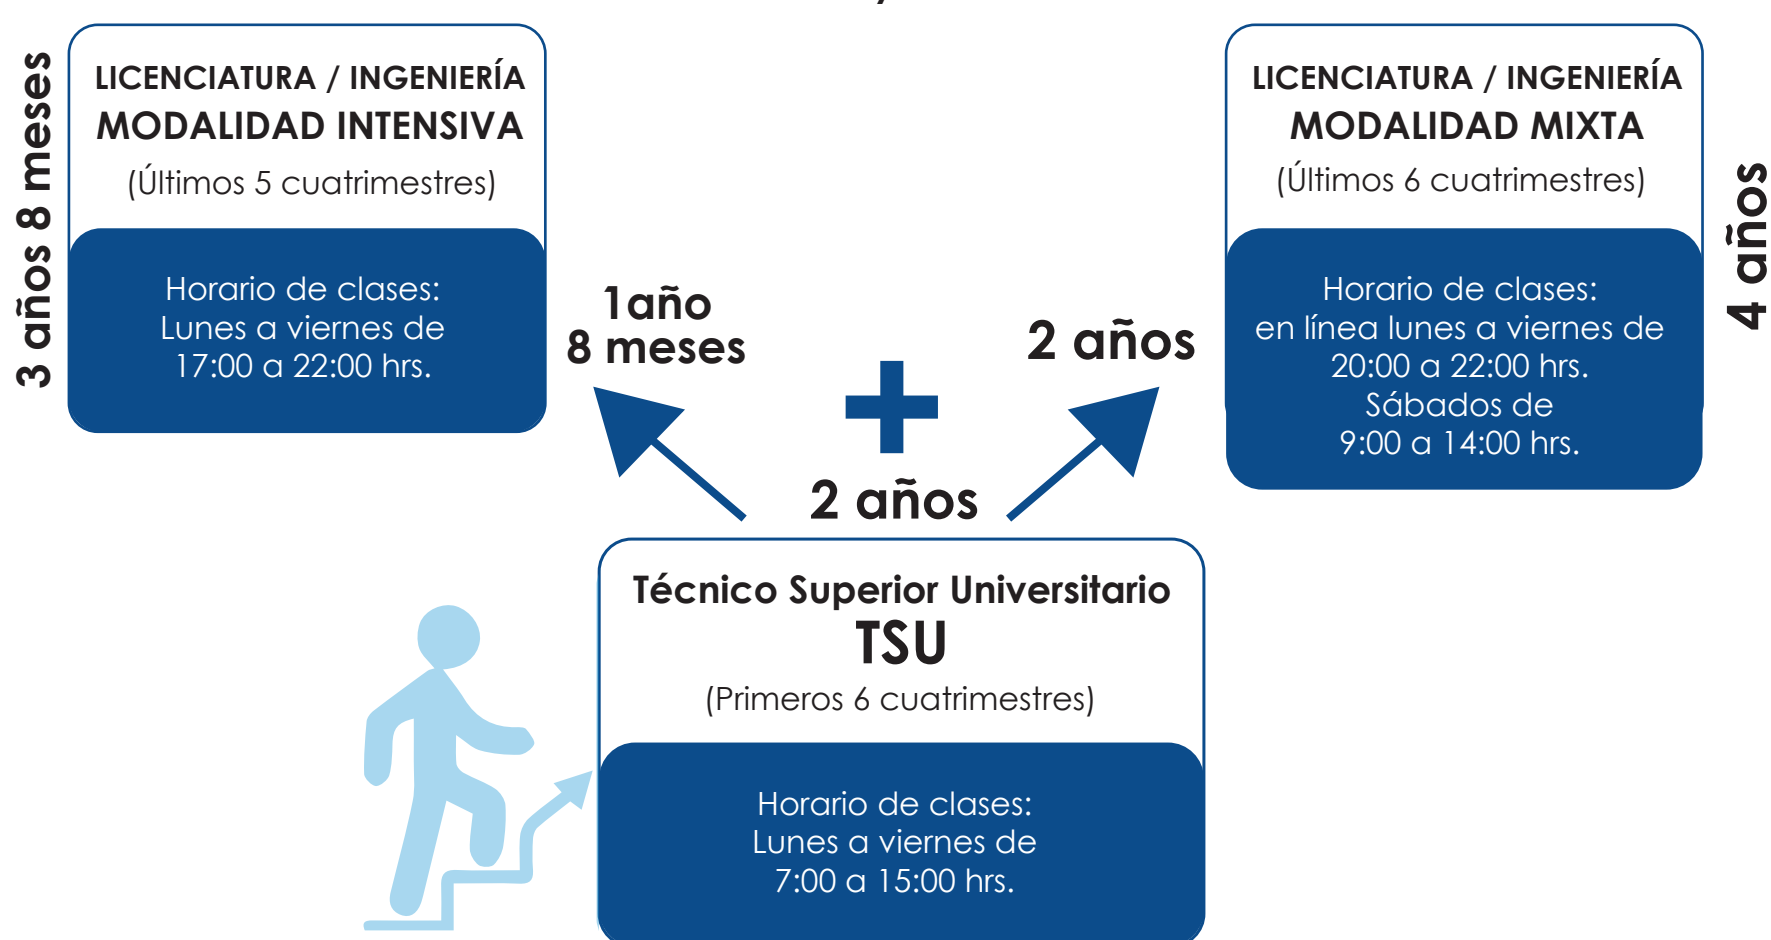 3 años 8 meses
LICENCIATURA / INGENIERÍA
MODALIDAD INTENSIVA
(Últimos 5 cuatrimestres)
Horario de clases:
Lunes a viernes de
17:00 a 22:00 hrs.
1año
8 meses
+
2 años
LICENCIATURA / INGENIERÍA
MODALIDAD MIXTA
(Últimos 6 cuatrimestres)
Horario de clases:
en línea lunes a viernes de
20:00 a 22:00 hrs.
Sábados de
9:00 a 14:00 hrs.
4 años
2 años
Técnico Superior Universitario
TSU
(Primeros 6 cuatrimestres)
Horario de clases:
Lunes a viernes de
7:00 a 15:00 hrs.